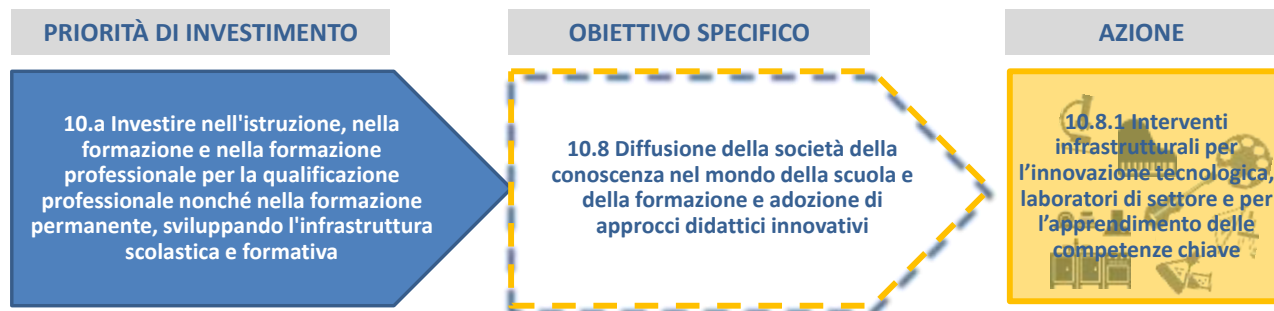 PRIORITÀ DI INVESTIMENTO
10.a Investire nell'istruzione, nella
formazione e nella formazione
professionale per la qualificazione
professionale nonché nella formazione
permanente, sviluppando l'infrastruttura
scolastica e formativa
OBIETTIVO SPECIFICO
10.8 Diffusione della società della
conoscenza nel mondo della scuola e
della formazione e adozione di
approcci didattici innovativi
AZIONE
10.8.1 Interventi
infrastrutturali per
l’innovazione tecnologica,
laboratori di settore e per
l’apprendimento delle
competenze chiave